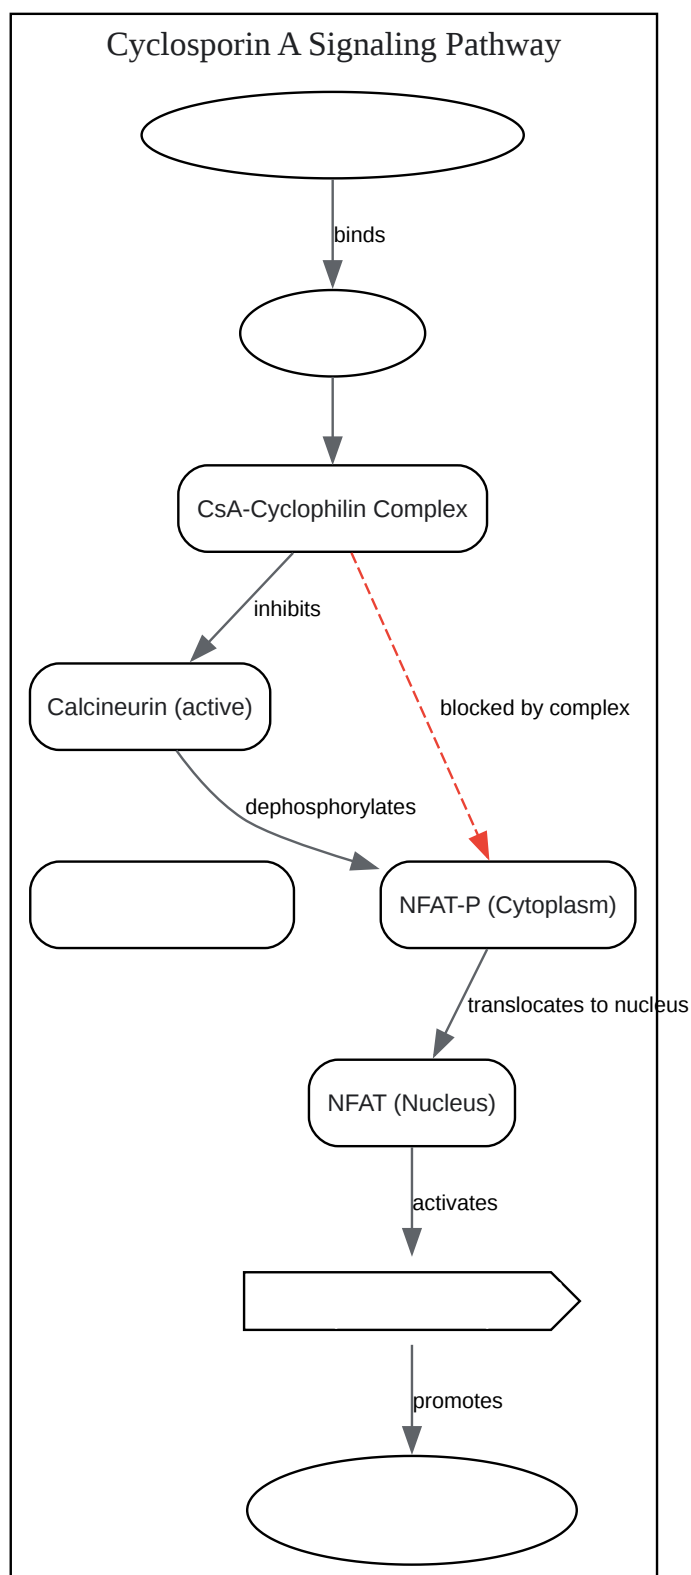 Cyclosporin A Signaling Pathway
binds
CsA-Cyclophilin Complex
inhibits
Calcineurin (active)
blocked by complex
dephosphorylates
NFAT-P (Cytoplasm)
translocates to nucleus
NFAT (Nucleus)
activates
promotes